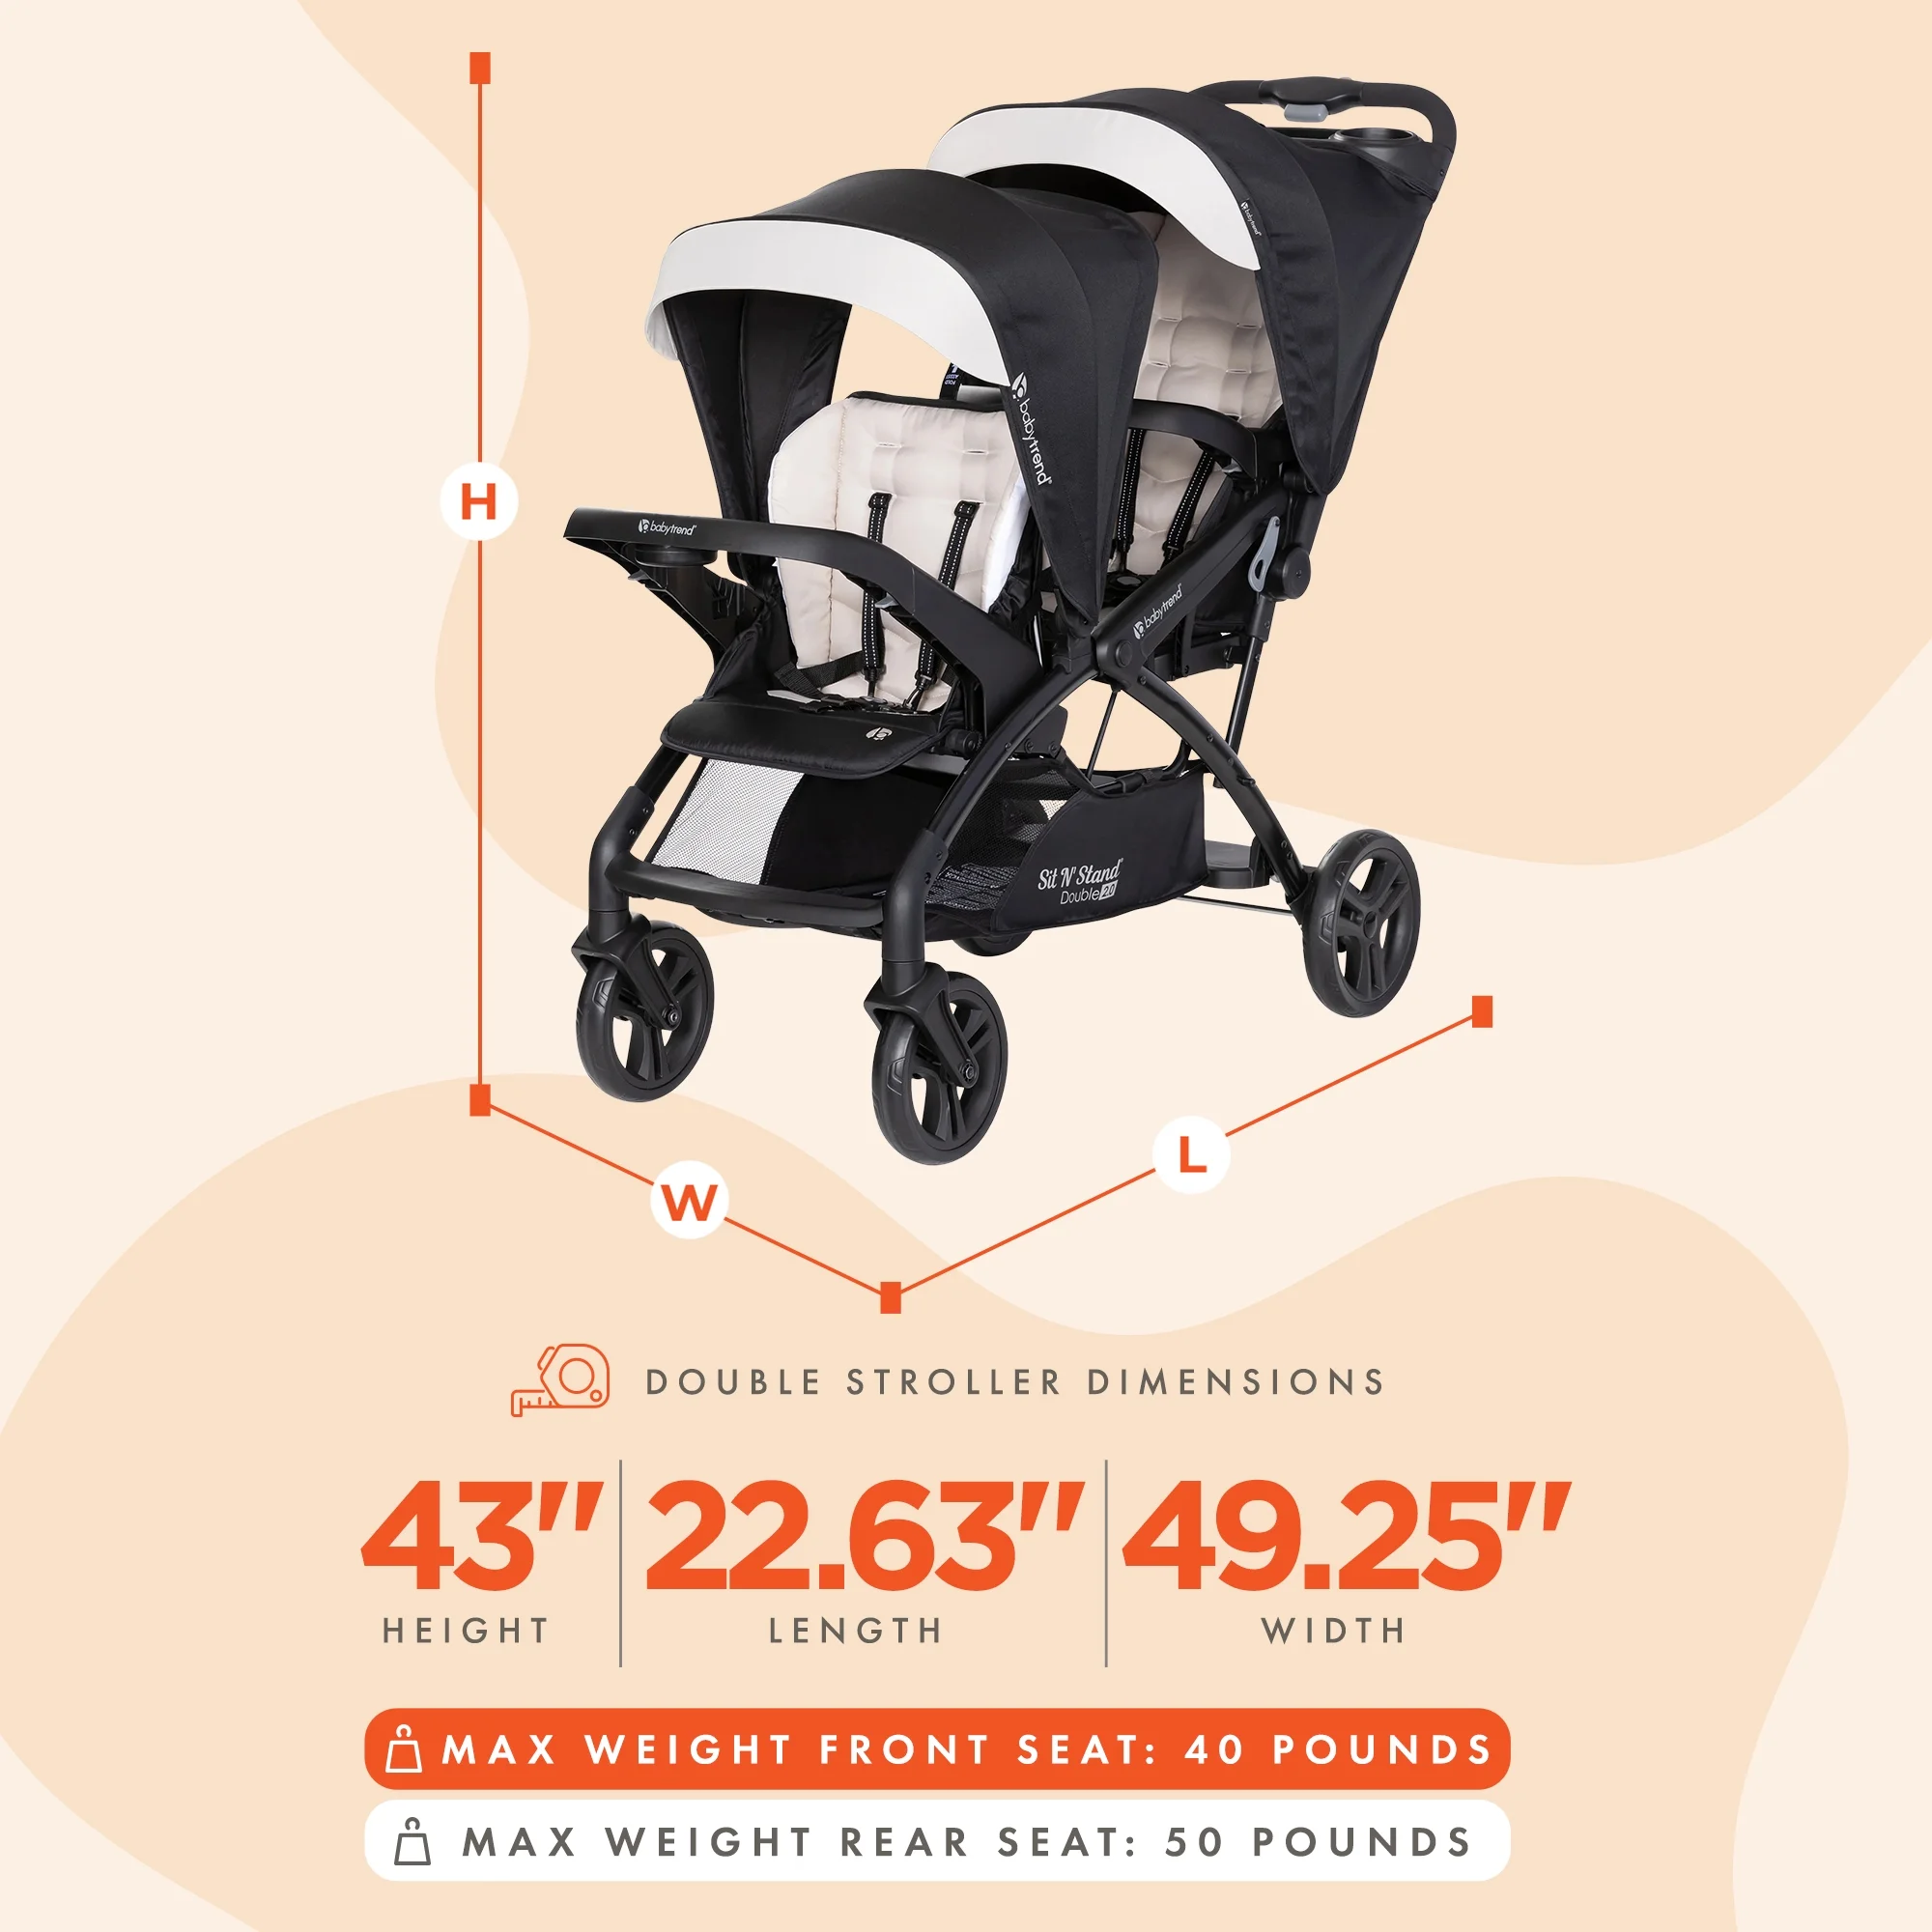 babytrend
babytrend
babytrend
babytrend
Sit N' Stand
Double 2.0
H
W
L
DOUBLE STROLLER DIMENSIONS
43" 22.63" 49.25"
HEIGHT LENGTH WIDTH
MAX WEIGHT FRONT SEAT: 40 POUNDS
MAX WEIGHT REAR SEAT: 50 POUNDS